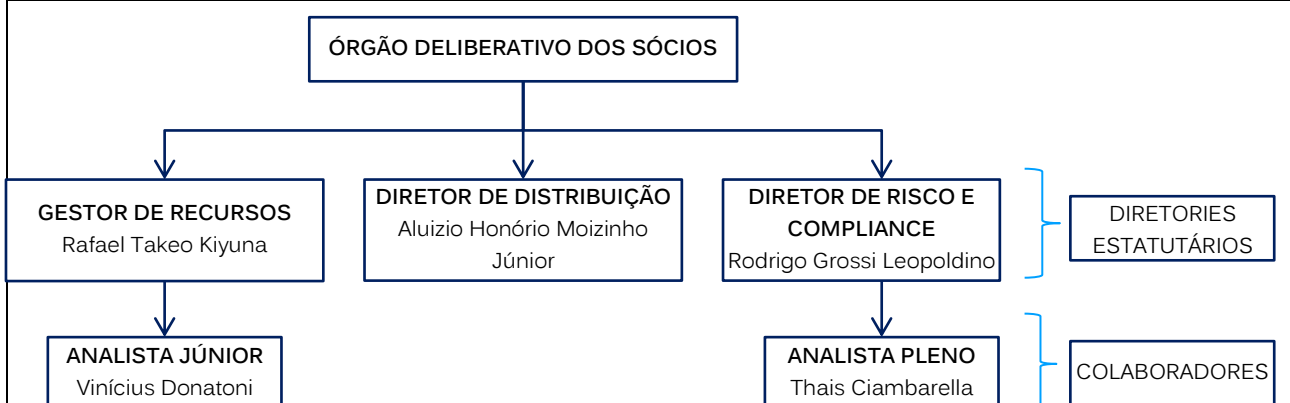 ÓRGÃO DELIBERATIVO DOS SÓCIOS
GESTOR DE RECURSOS
Rafael Takeo Kiyuna
DIRETOR DE DISTRIBUIÇÃO
Aluizio Honório Moizinho
Júnior
DIRETOR DE RISCO E
COMPLIANCE
Rodrigo Grossi Leopoldino
DIRETORIES
ESTATUTÁRIOS
ANALISTA JÚNIOR
Vinícius Donatoni
ANALISTA PLENO
Thais Ciambarella
COLABORADORES